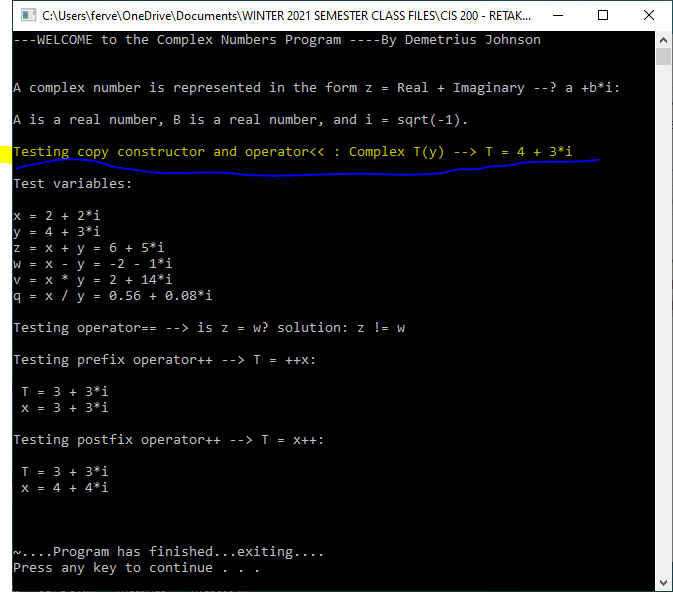 C:\Users\ferve\OneDrive\Documents\WINTER 2021 SEMESTER CLASS FILES\CIS 200 - RETAK...
---WELCOME to the Complex Numbers Program ----By Demetrius Johnson
A complex number is represented in the form z = Real + Imaginary --? a +b*i:
A is a real number, B is a real number, and i = sqrt(-1).
Testing copy constructor and operator<< : Complex T(y) --> T = 4 + 3*i
Test variables:
x = 2 + 2*i
y = 4 + 3*i
z = x + y = 6 + 5*i
w = x - y = -2 - 1*i
v = x * y = 2 + 14*i
q = x / y = 0.56 + 0.08*i
Testing operator== --> is z = w? solution: z != w
Testing prefix operator++ --> T = ++x:
T = 3 + 3*i
x = 3 + 3*i
Testing postfix operator++ --> T = x++:
T = 3 + 3*i
x = 4 + 4*i
~....Program has finished...exiting....
Press any key to continue . . .